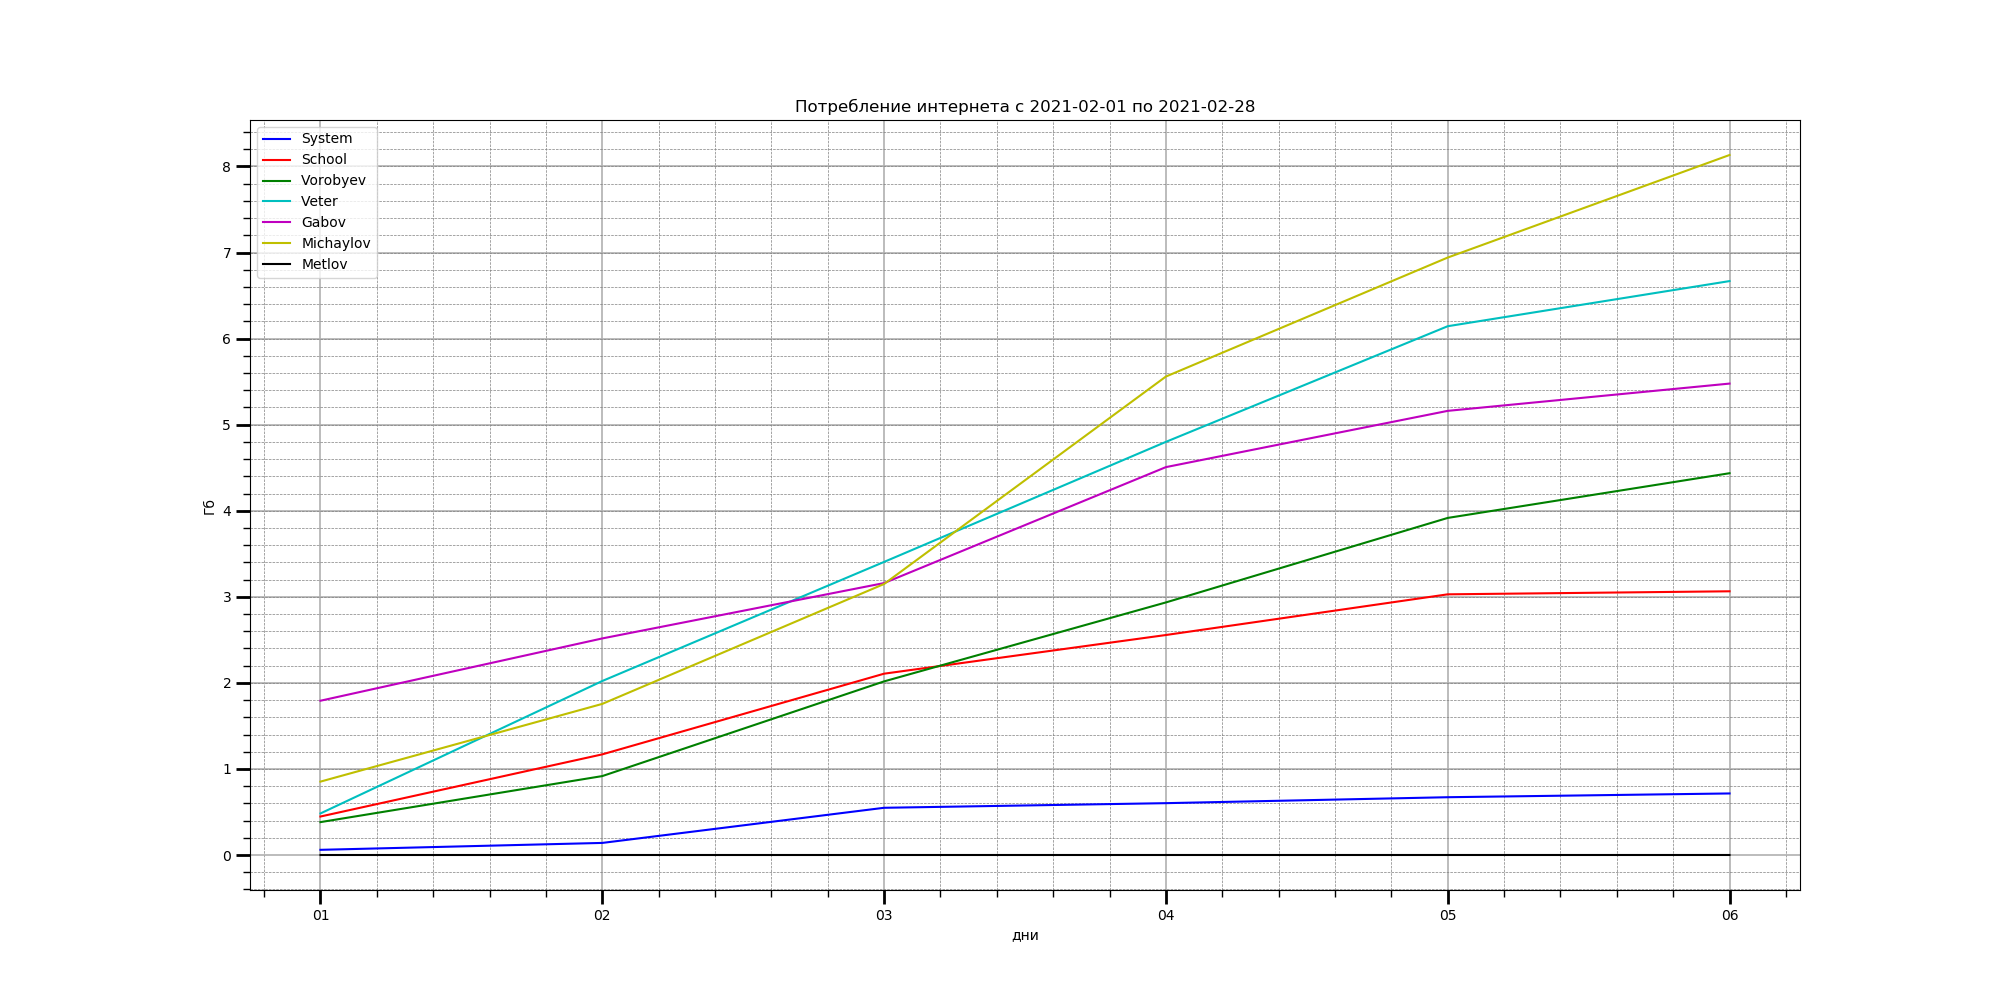 Потребление интернета с 2021-02-01 по 2021-02-28
System
School
Vorobyev
Veter
Gabov
Michaylov
Metlov
8
7
6
5
4
3
2
1
0
Гб
01 02 03 04 05 06
дни